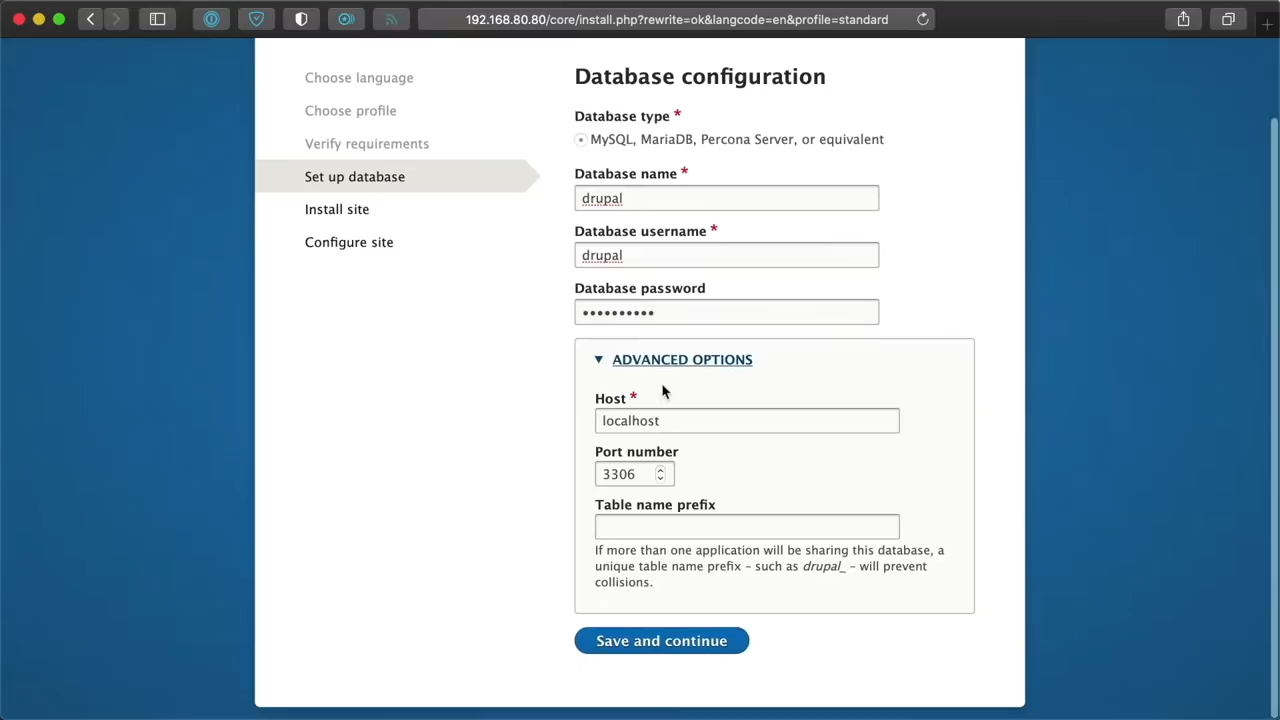 192.168.80.80/core/install.php?rewrite=ok&langcode=en&profile=standard
Choose language
Choose profile
Verify requirements
Set up database
Install site
Configure site
Database configuration
Database type *
MySQL, MariaDB, Percona Server, or equivalent
Database name *
drupal
Database username *
drupal
Database password
••••••••••
▼ ADVANCED OPTIONS
Host *
localhost
Port number
3306
Table name prefix
If more than one application will be sharing this database, a
unique table name prefix – such as drupal_ – will prevent
collisions.
Save and continue